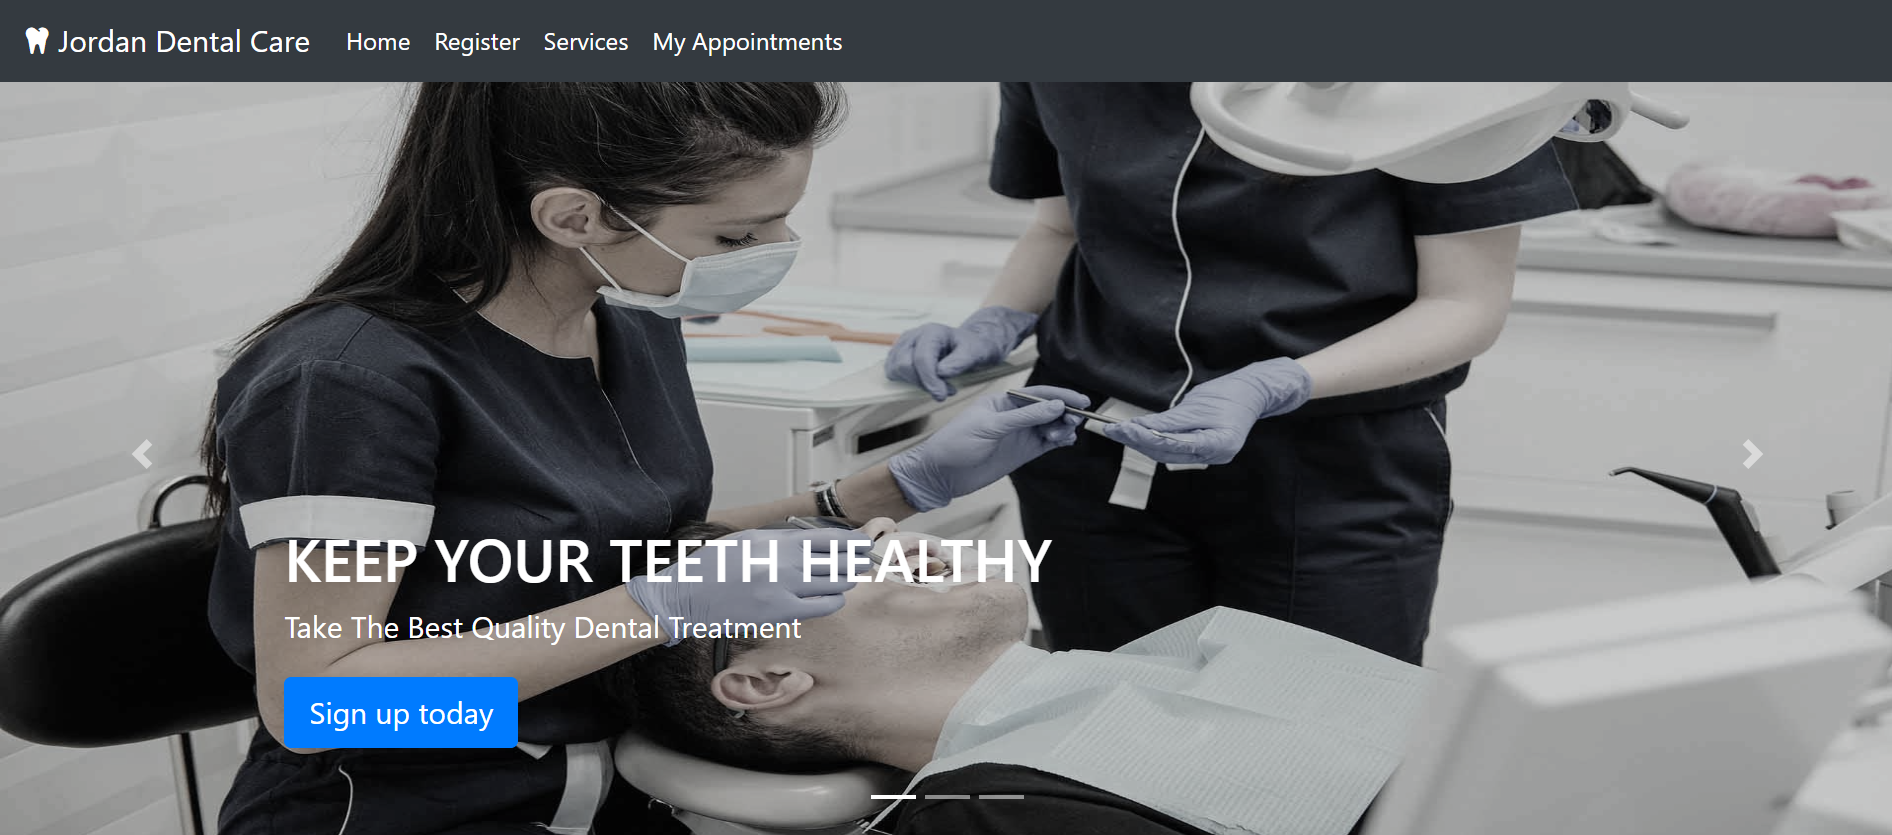 Jordan Dental Care
Home Register Services My Appointments
KEEP YOUR TEETH HEALTHY
Take The Best Quality Dental Treatment
Sign up today